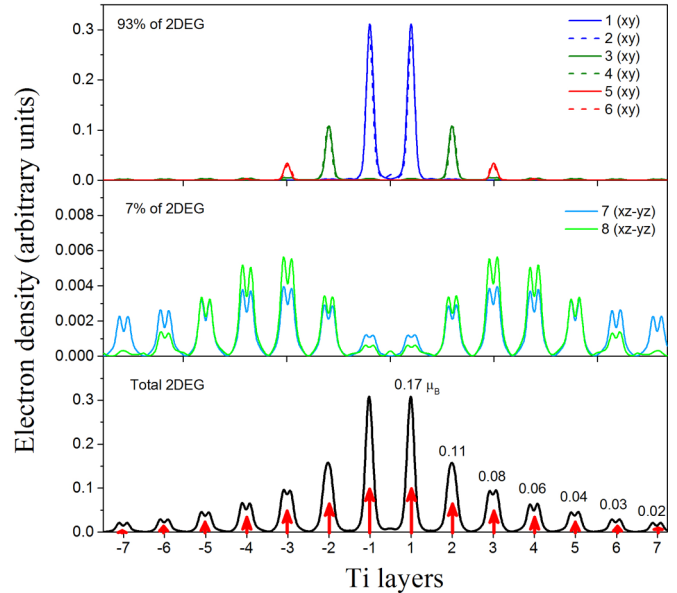 93% of 2DEG
1 (xy)
2 (xy)
3 (xy)
4 (xy)
5 (xy)
6 (xy)
0.3
0.2
0.1
0.0
7% of 2DEG
7 (xz-yz)
8 (xz-yz)
0.008
0.006
0.004
0.002
0.000
Total 2DEG
0.17 μB
0.11
0.08
0.06
0.04
0.03
0.02
0.3
0.2
0.1
0.0
-7 -6 -5 -4 -3 -2 -1 1 2 3 4 5 6 7
Ti layers
Electron density (arbitrary units)